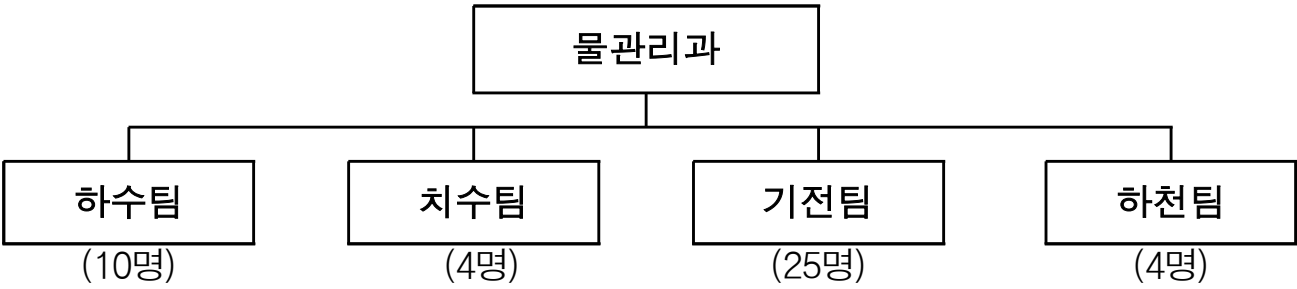 물관리과
하수팀 치수팀 기전팀 하천팀
(10명) (4명) (25명) (4명)